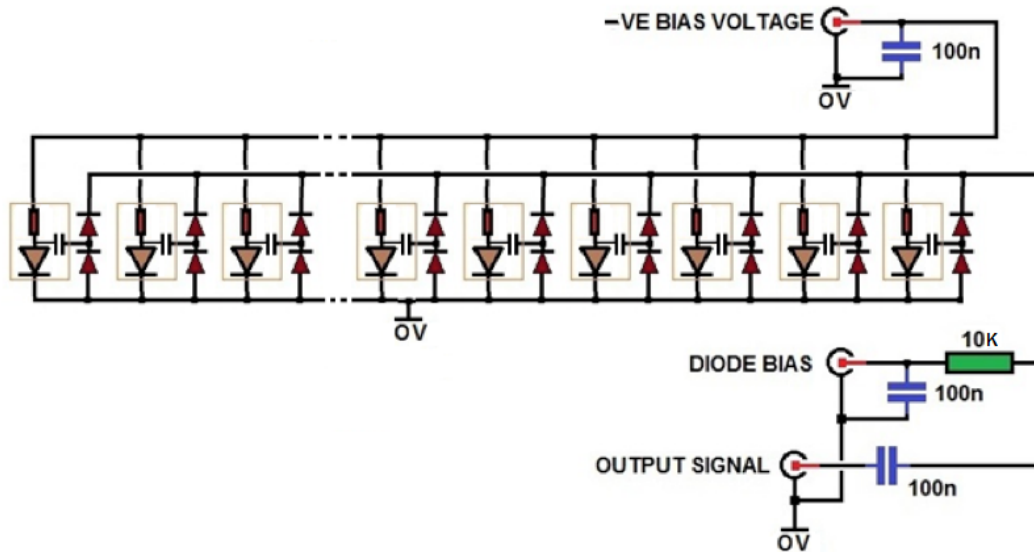 -VE BIAS VOLTAGE
100n
OV
OV
10K
DIODE BIAS
100n
OUTPUT SIGNAL
100n
OV